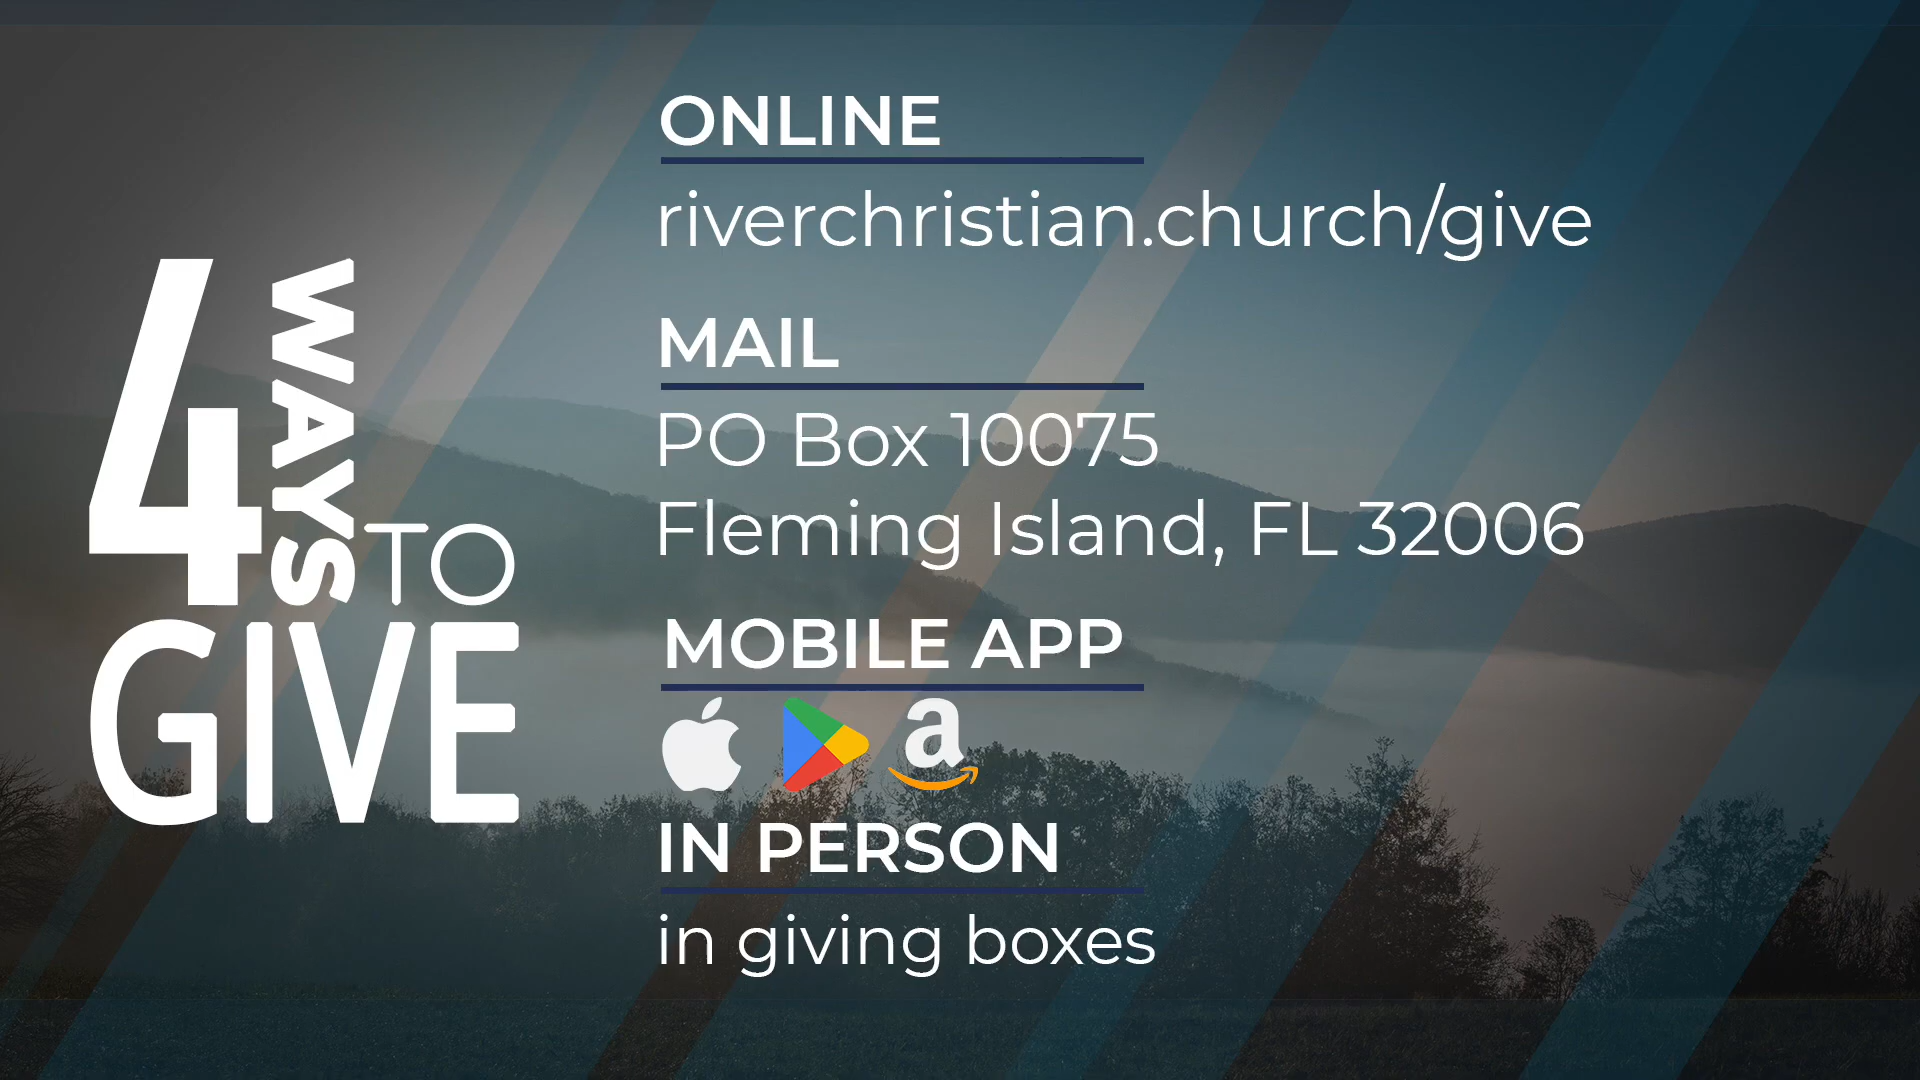 4 WAYS TO
GIVE
ONLINE
riverchristian.church/give
MAIL
PO Box 10075
Fleming Island, FL 32006
MOBILE APP
a
IN PERSON
in giving boxes